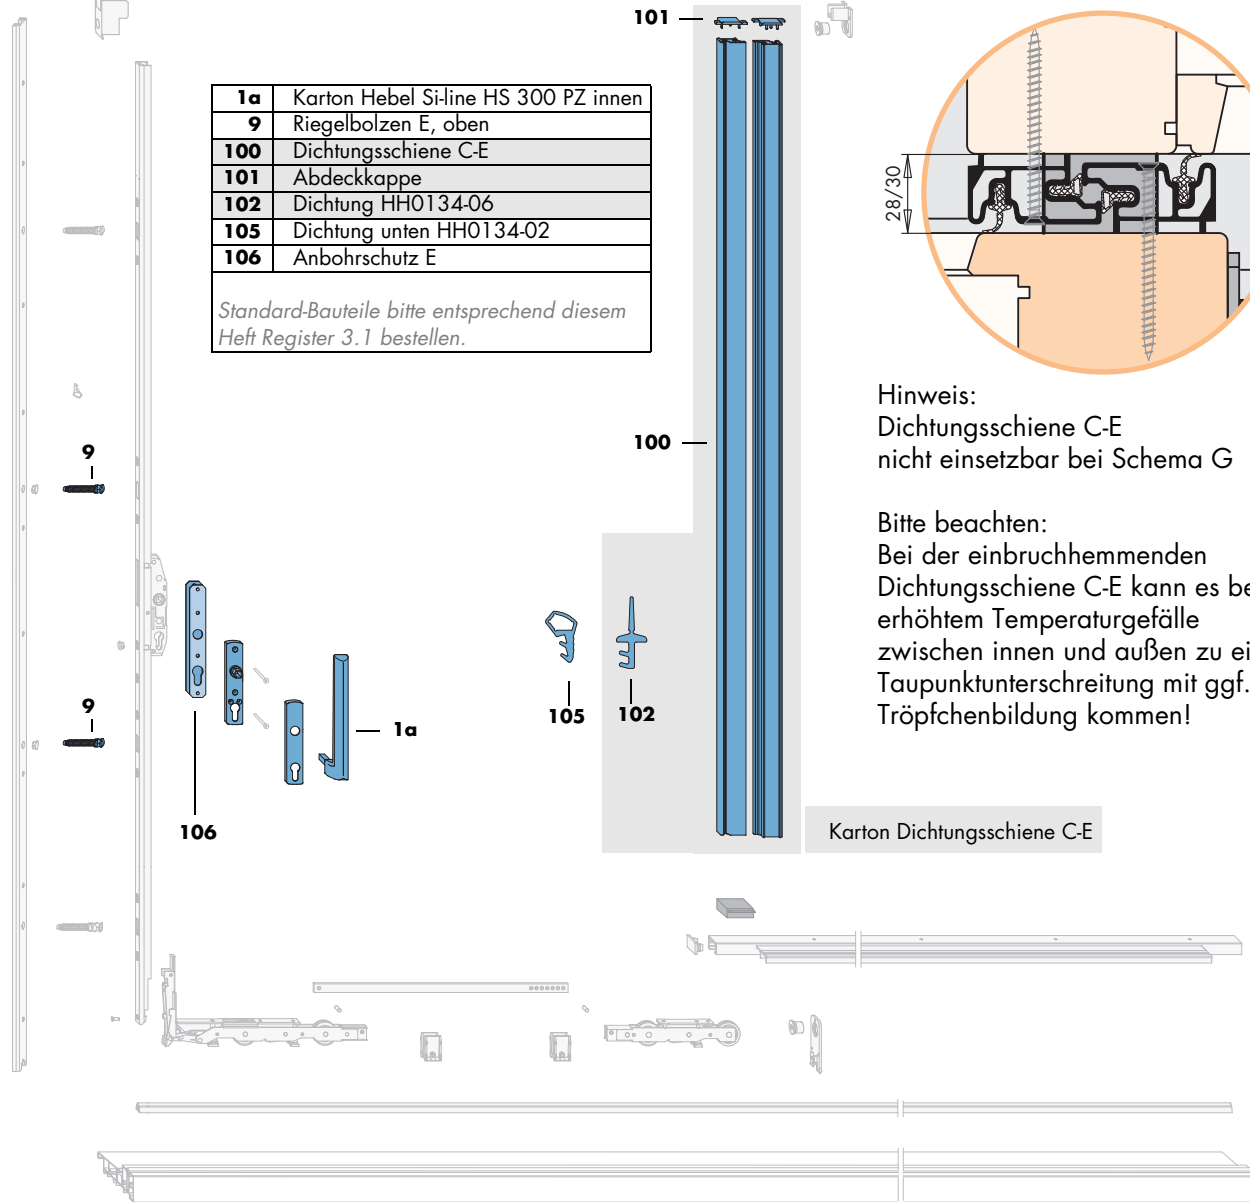 101
1a Karton Hebel Si-line HS 300 PZ innen
9 Riegelbolzen E, oben
100 Dichtungsschiene C-E
101 Abdeckkappe
102 Dichtung HH0134-06
105 Dichtung unten HH0134-02
106 Anbohrschutz E
Standard-Bauteile bitte entsprechend diesem
Heft Register 3.1 bestellen.
28/30
Hinweis:
Dichtungsschiene C-E
nicht einsetzbar bei Schema G
Bitte beachten:
Bei der einbruchhemmenden
Dichtungsschiene C-E kann es be
erhöhtem Temperaturgefälle
zwischen innen und außen zu ei
Taupunktunterschreitung mit ggf.
Tröpfchenbildung kommen!
100
9
9
105
102
1a
106
Karton Dichtungsschiene C-E